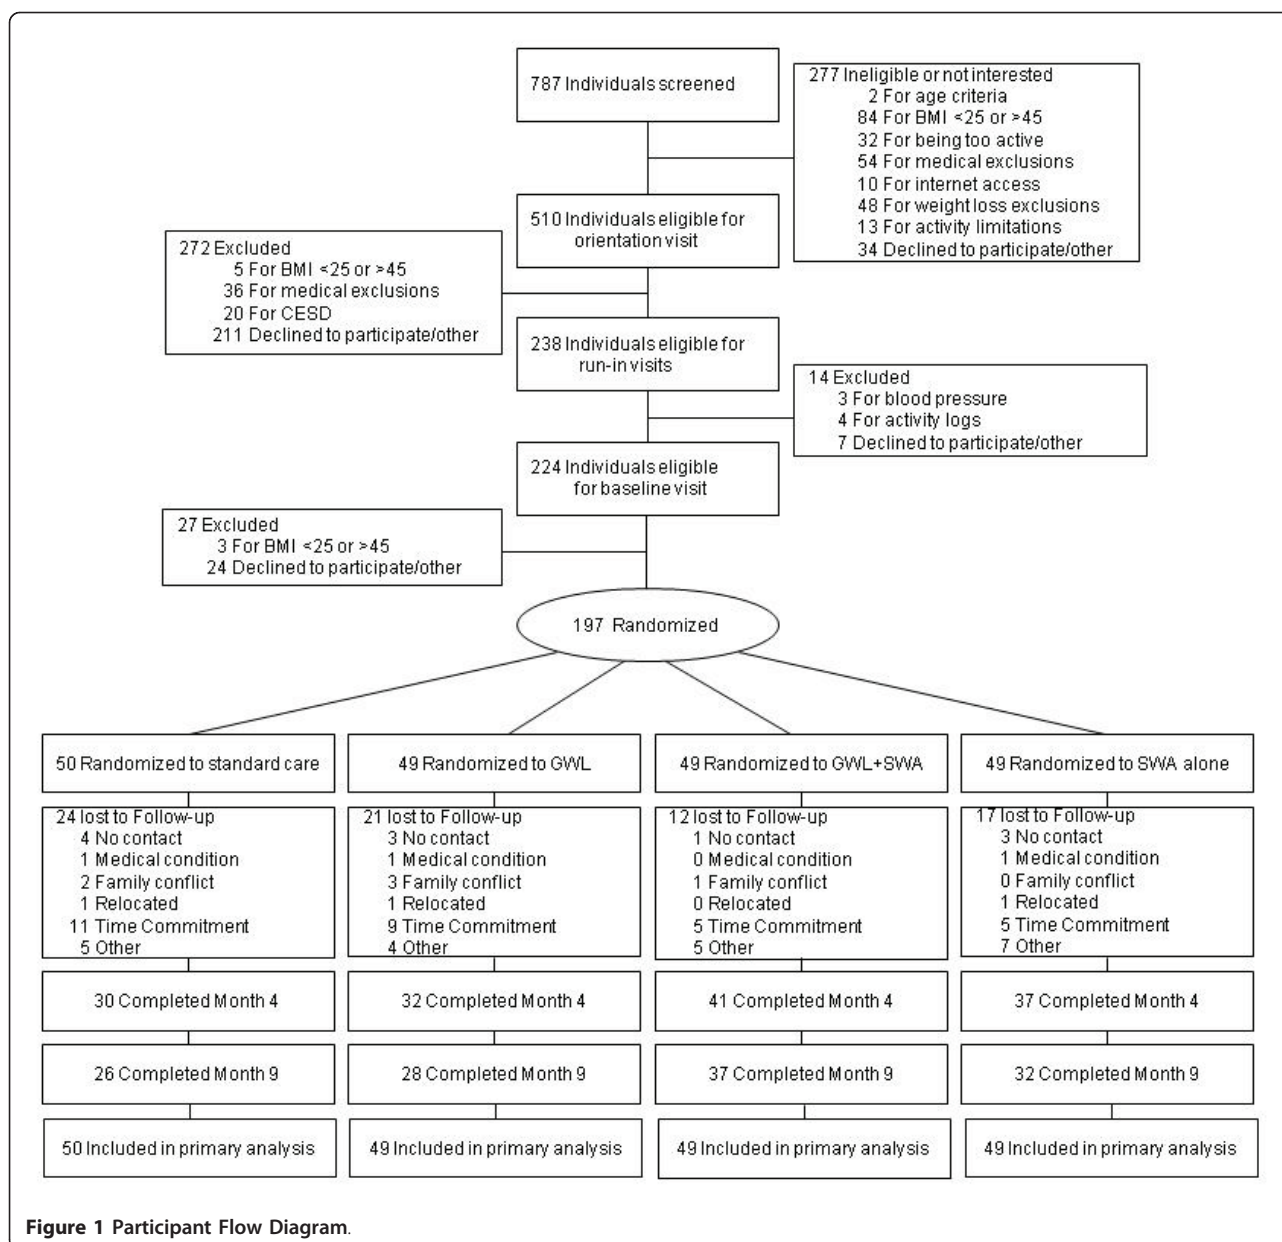 787 Individuals screened
277 Ineligible or not interested
2 For age criteria
84 For BMI <25 or >45
32 For being too active
54 For medical exclusions
10 For internet access
48 For weight loss exclusions
13 For activity limitations
34 Declined to participate/other
510 Individuals eligible for
orientation visit
272 Excluded
5 For BMI <25 or >45
36 For medical exclusions
20 For CESD
211 Declined to participate/other
238 Individuals eligible for
run-in visits
14 Excluded
3 For blood pressure
4 For activity logs
7 Declined to participate/other
224 Individuals eligible
for baseline visit
27 Excluded
3 For BMI <25 or >45
24 Declined to participate/other
197 Randomized
50 Randomized to standard care
49 Randomized to GWL
49 Randomized to GWL+SWA
49 Randomized to SWA alone
24 lost to Follow-up
4 No contact
1 Medical condition
2 Family conflict
1 Relocated
11 Time Commitment
5 Other
21 lost to Follow-up
3 No contact
1 Medical condition
3 Family conflict
1 Relocated
9 Time Commitment
4 Other
12 lost to Follow-up
1 No contact
0 Medical condition
1 Family conflict
0 Relocated
5 Time Commitment
5 Other
17 lost to Follow-up
3 No contact
1 Medical condition
0 Family conflict
1 Relocated
5 Time Commitment
7 Other
30 Completed Month 4
32 Completed Month 4
41 Completed Month 4
37 Completed Month 4
26 Completed Month 9
28 Completed Month 9
37 Completed Month 9
32 Completed Month 9
50 Included in primary analysis
49 Included in primary analysis
49 Included in primary analysis
49 Included in primary analysis
Figure 1 Participant Flow Diagram.